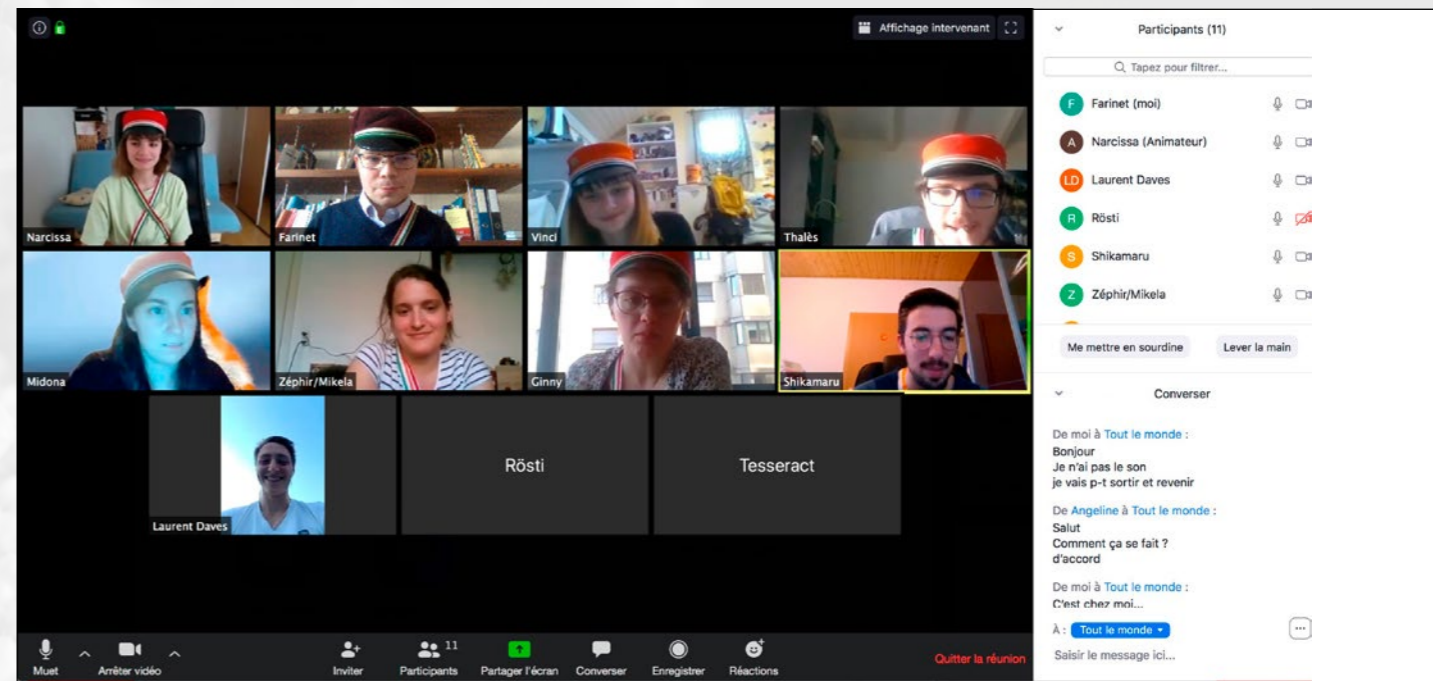 Affichage intervenant
Narcissa
Farinet
Vinci
Thalès
Midona
Zéphir/Mikela
Ginny
Shikamaru
Laurent Daves
Rösti
Tesseract
Muet
Arrêter vidéo
Inviter
11
Participants
Partager l'écran
Converser
Enregistrer
Réactions
Quitter la réunion
Participants (11)
Tapez pour filtrer...
F Farinet (moi)
A Narcissa (Animateur)
LD Laurent Daves
R Rösti
S Shikamaru
Z Zéphir/Mikela
Me mettre en sourdine Lever la main
Converser
De moi à Tout le monde :
Bonjour
Je n'ai pas le son
je vais p-t sortir et revenir
De Angeline à Tout le monde :
Salut
Comment ça se fait ?
d'accord
De moi à Tout le monde :
C'est chez moi...
À : Tout le monde
Saisir le message ici...